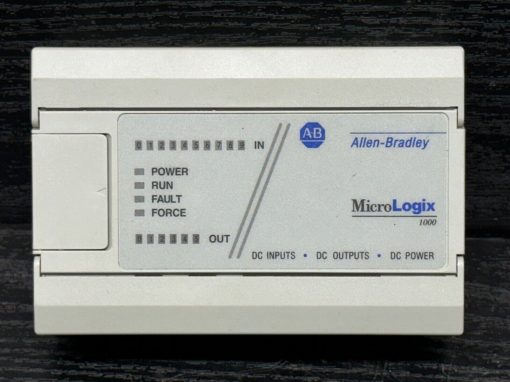 0 1 2 3 4 5 6 7 8 9 IN
POWER
RUN
FAULT
FORCE
0 1 2 3 4 5 OUT
A-B
Allen-Bradley
MicroLogix
1000
DC INPUTS • DC OUTPUTS • DC POWER